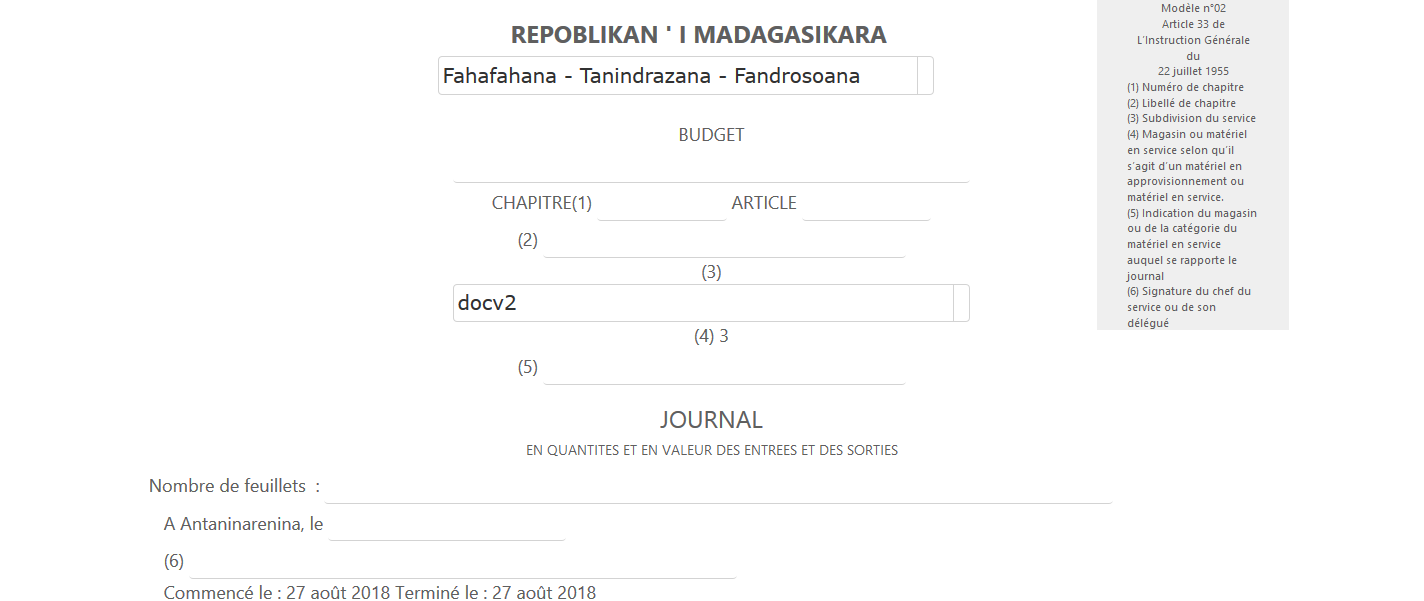 REPOBLIKAN ' I MADAGASIKARA
Fahafahana - Tanindrazana - Fandrosoana
BUDGET
CHAPITRE(1) ARTICLE
(2)
(3)
docv2
(4) 3
(5)
JOURNAL
EN QUANTITES ET EN VALEUR DES ENTREES ET DES SORTIES
Nombre de feuillets :
A Antaninarenina, le
(6)
Commencé le : 27 août 2018 Terminé le : 27 août 2018
Modèle n°02
Article 33 de
L'Instruction Générale
du
22 juillet 1955
(1) Numéro de chapitre
(2) Libellé de chapitre
(3) Subdivision du service
(4) Magasin ou matériel
en service selon qu'il
s'agit d'un matériel en
approvisionnement ou
matériel en service.
(5) Indication du magasin
ou de la catégorie du
matériel en service
auquel se rapporte le
journal
(6) Signature du chef du
service ou de son
délégué